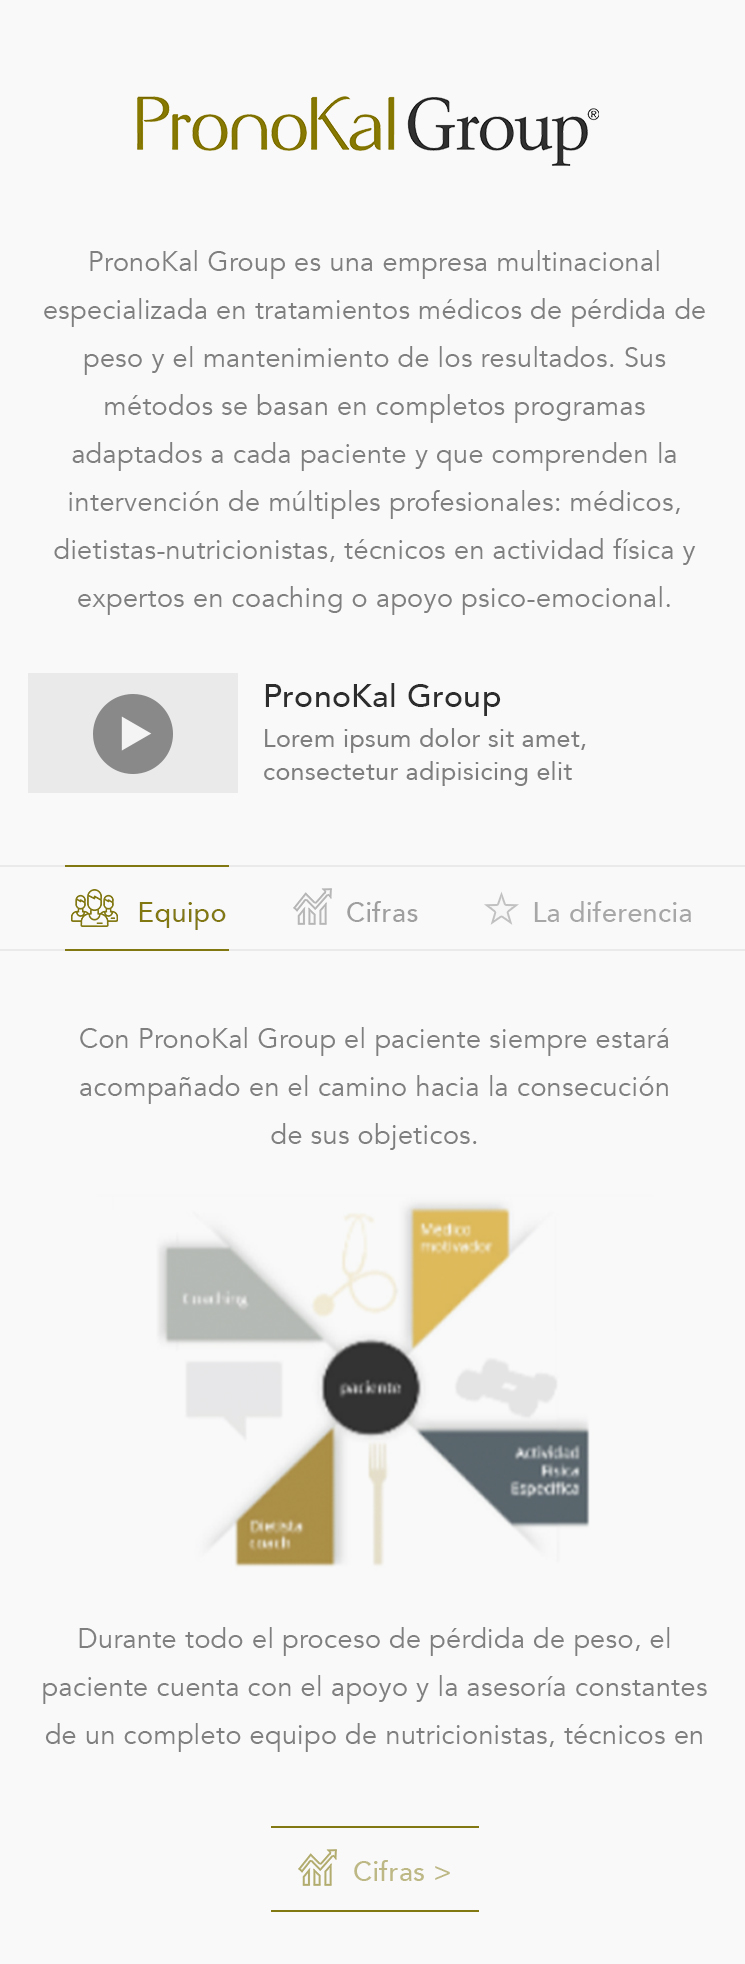 PronoKal Group®
PronoKal Group es una empresa multinacional
especializada en tratamientos médicos de pérdida de
peso y el mantenimiento de los resultados. Sus
métodos se basan en completos programas
adaptados a cada paciente y que comprenden la
intervención de múltiples profesionales: médicos,
dietistas-nutricionistas, técnicos en actividad física y
expertos en coaching o apoyo psico-emocional.
PronoKal Group
Lorem ipsum dolor sit amet,
consectetur adipisicing elit
Equipo
Cifras
La diferencia
Con PronoKal Group el paciente siempre estará
acompañado en el camino hacia la consecución
de sus objeticos.
Médico
motivador
Coaching
paciente
Actividad
Física
Específica
Dietista
coach
Durante todo el proceso de pérdida de peso, el
paciente cuenta con el apoyo y la asesoría constantes
de un completo equipo de nutricionistas, técnicos en
Cifras >